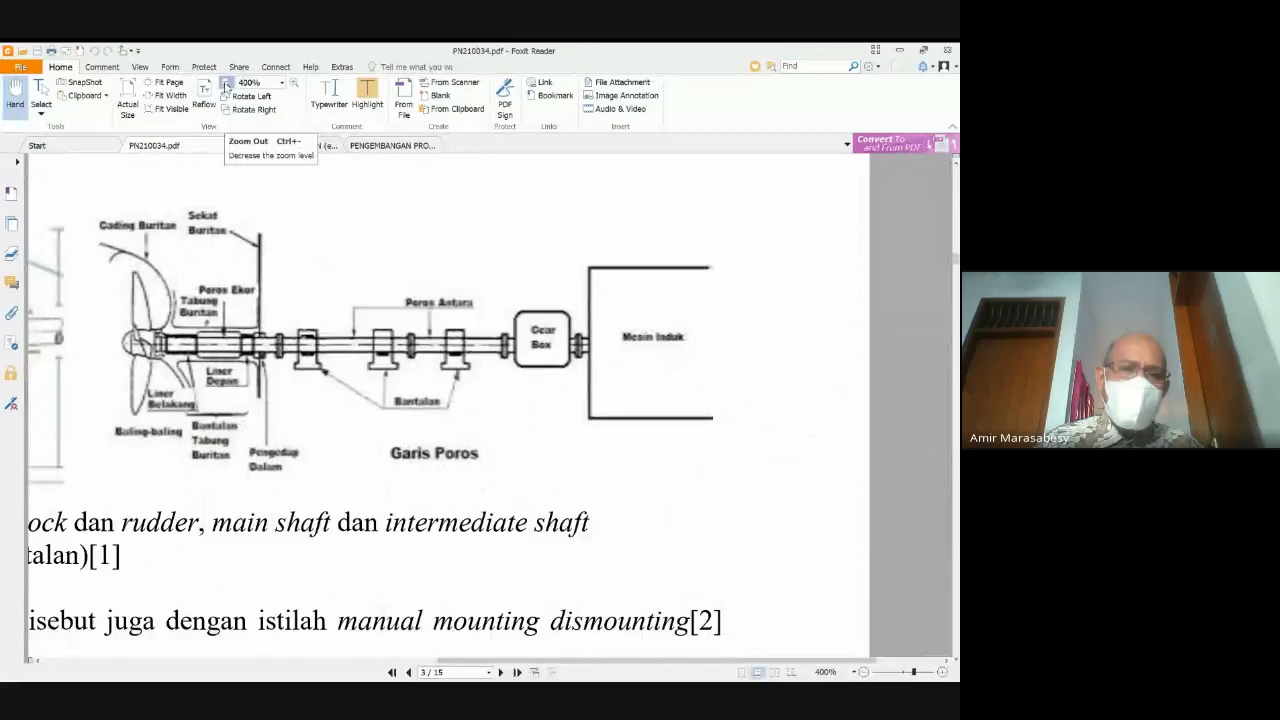 PN210034.pdf - Foxit Reader
File Home Comment View Form Protect Share Connect Help Extras Tell me what you want... Find
SnapShot
Clipboard
Hand Select
Actual Size
Fit Page
Fit Width
Fit Visible
Reflow
400%
Rotate Left
Rotate Right
Typewriter Highlight
From File
From Scanner
Blank
From Clipboard
PDF Sign
Link
Bookmark
File Attachment
Image Annotation
Audio & Video
Tools View Comment Create Protect Links Insert
Zoom Out Ctrl+-
Decrease the zoom level
Start PN210034.pdf N (e... PENGEMBANGAN PRO...
Convert To
and From PDF
Gading Buritan
Sekat
Buritan
Poros Ekor
Tabung
Buritan
Poros Antara
Gear
Box
Mesin Induk
Liner
Depan
Liner
Belakang
Bantalan
Baling-baling
Bantalan
Tabung
Buritan
Pengedap
Dalam
Garis Poros
ock dan rudder, main shaft dan intermediate shaft
talan)[1]
isebut juga dengan istilah manual mounting dismounting[2]
3 / 15
400%
Amir Marasabesy